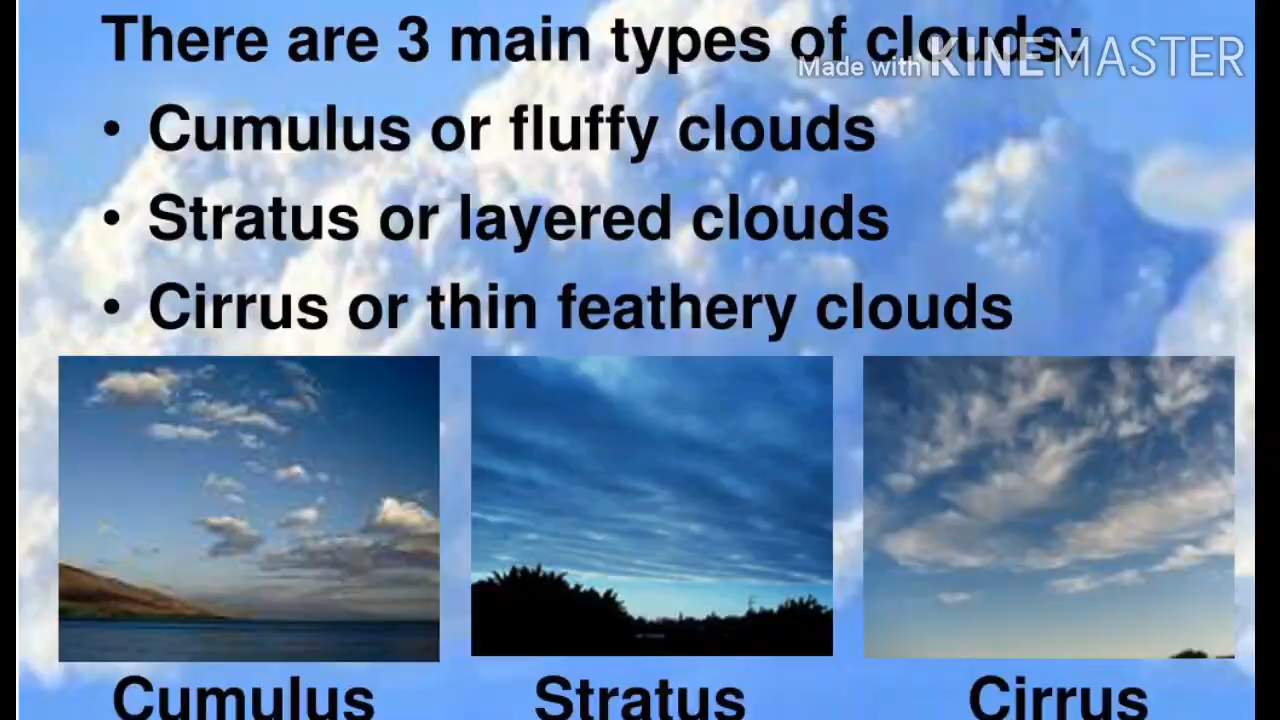 There are 3 main types of clouds:
Made with KINEMASTER
• Cumulus or fluffy clouds
• Stratus or layered clouds
• Cirrus or thin feathery clouds
Cumulus Stratus Cirrus